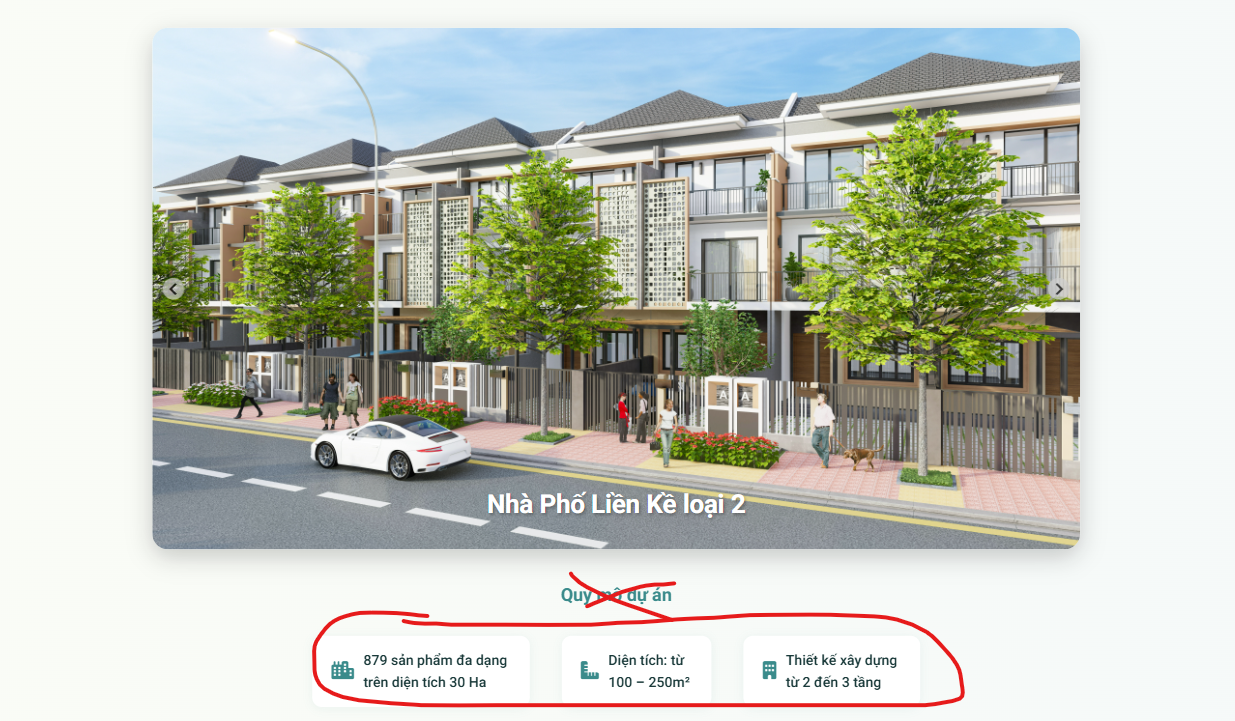 A A
A A
Nhà Phố Liền Kề loại 2
Quy mô dự án
879 sản phẩm đa dạng
trên diện tích 30 Ha
Diện tích: từ
100 – 250m²
Thiết kế xây dựng
từ 2 đến 3 tầng